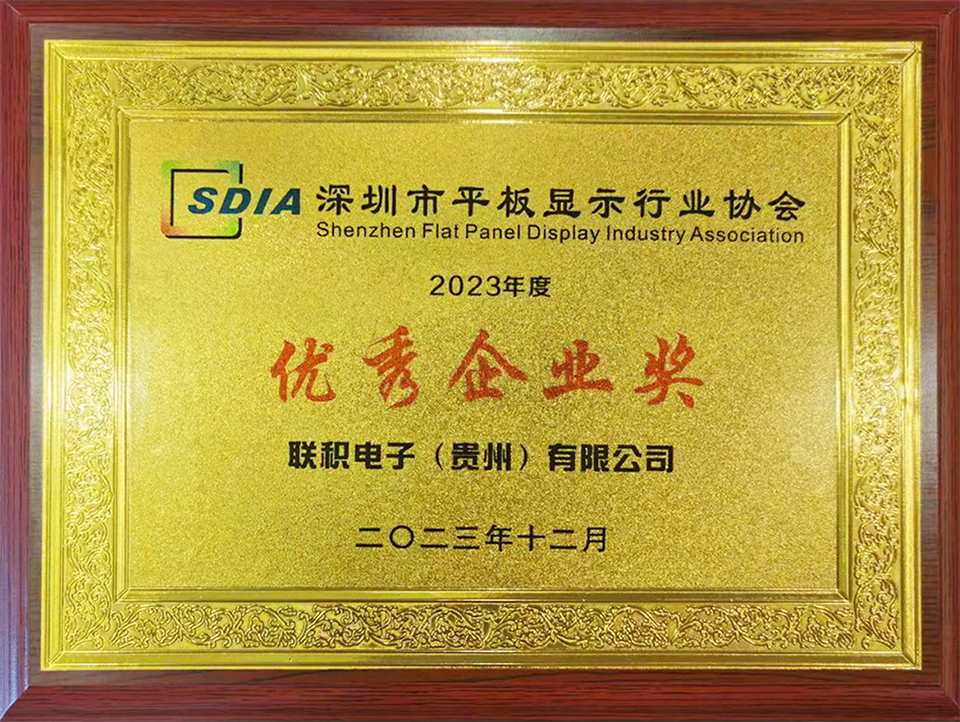 SDIA 深圳市平板显示行业协会
Shenzhen Flat Panel Display Industry Association
2023年度
优秀企业奖
联积电子（贵州）有限公司
二〇二三年十二月